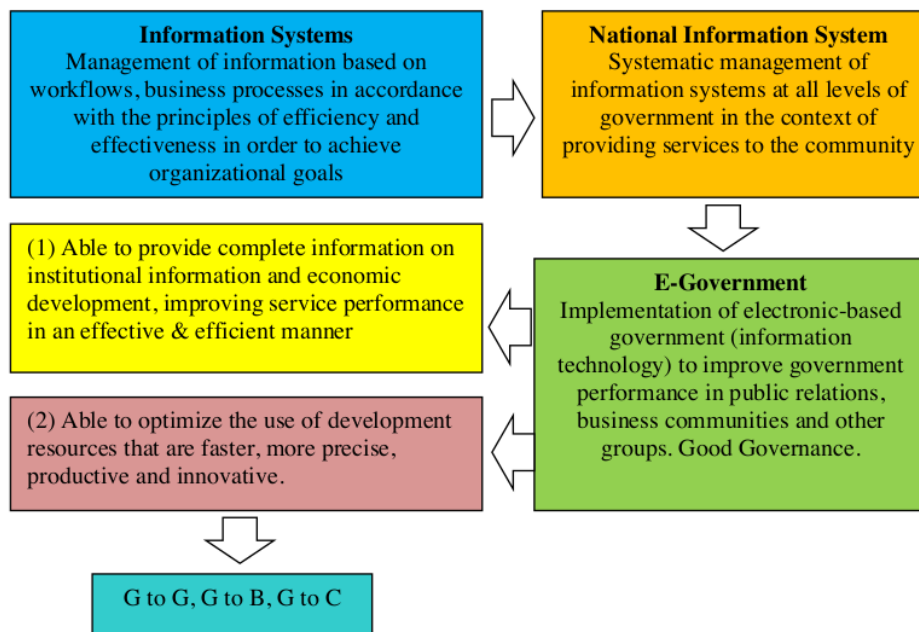 Information Systems
Management of information based on
workflows, business processes in accordance
with the principles of efficiency and
effectiveness in order to achieve
organizational goals
National Information System
Systematic management of
information systems at all levels of
government in the context of
providing services to the community
(1) Able to provide complete information on
institutional information and economic
development, improving service performance
in an effective & efficient manner
E-Government
Implementation of electronic-based
government (information
technology) to improve government
performance in public relations,
business communities and other
groups. Good Governance.
(2) Able to optimize the use of development
resources that are faster, more precise,
productive and innovative.
G to G, G to B, G to C